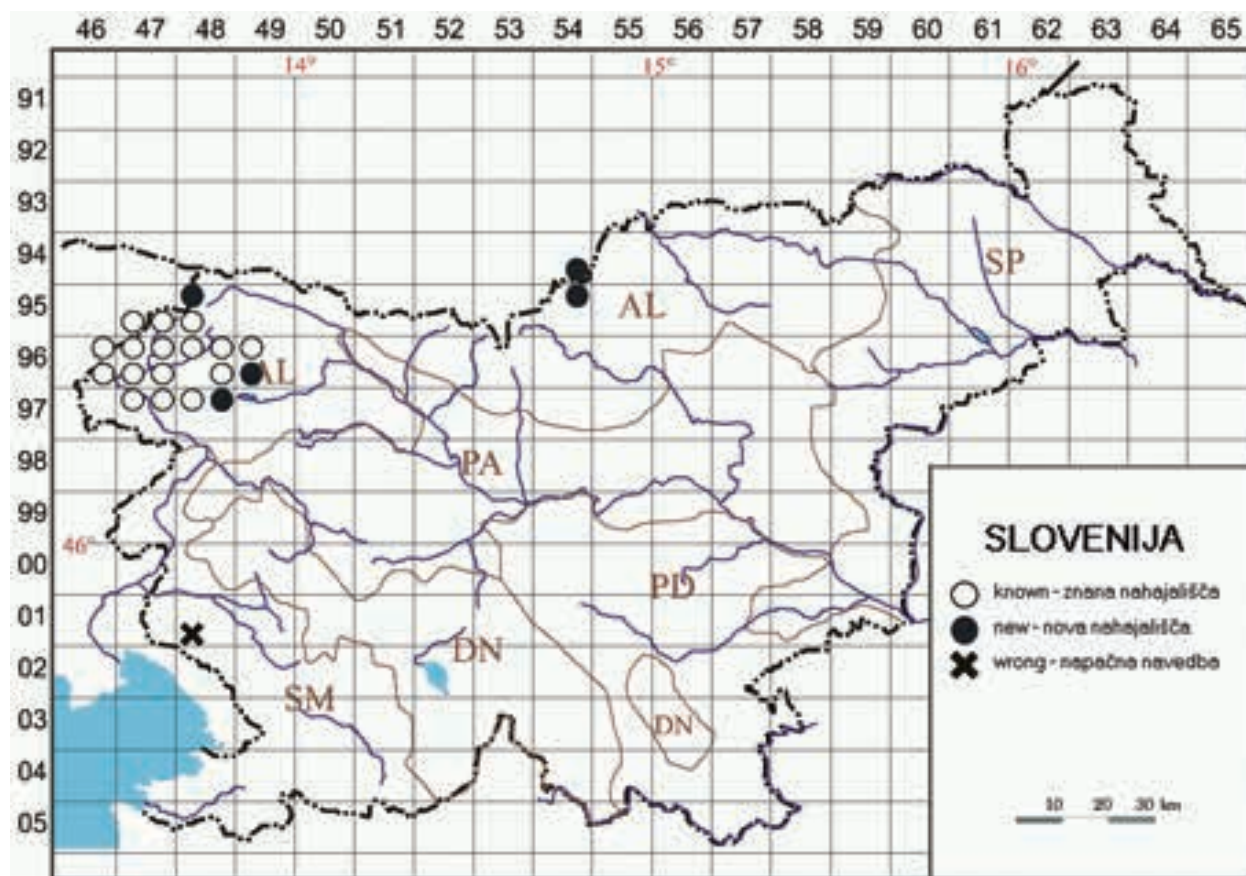 46 47 48 49 50 51 52 53 54 55 56 57 58 59 60 61 62 63 64 65
14° 15° 16°
91
92
93
94
95
96
97
98
99
00
01
02
03
04
05
46°
SP
AL
AL
PA
PD
DN
SM
DN
SLOVENIJA
known - znana nahajališča
new - nova nahajališča
wrong - napačna navedba
10 20 30 km